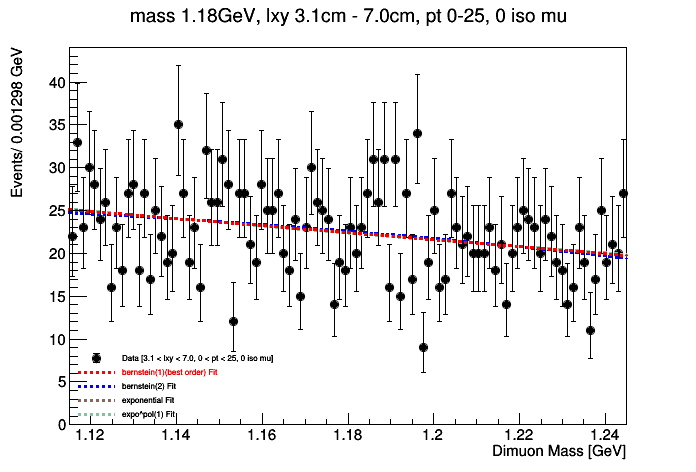 mass 1.18GeV, lxy 3.1cm - 7.0cm, pt 0-25, 0 iso mu
Events/ 0.001298 GeV
40
35
30
25
20
15
10
5
0
Data [3.1 < lxy < 7.0, 0 < pt < 25, 0 iso mu]
bernstein(1)(best order) Fit
bernstein(2) Fit
exponential Fit
expo*pol(1) Fit
1.12 1.14 1.16 1.18 1.2 1.22 1.24
Dimuon Mass [GeV]